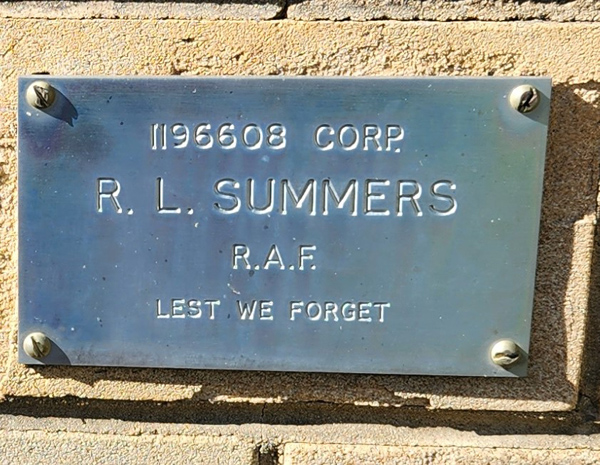 1196608 CORP.
R. L. SUMMERS
R.A.F.
LEST WE FORGET